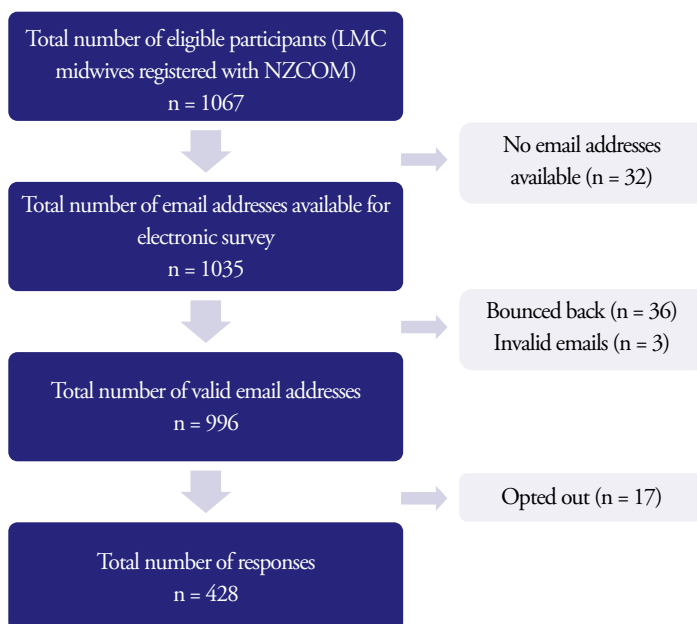 Total number of eligible participants (LMC
midwives registered with NZCOM)
n = 1067
No email addresses
available (n = 32)
Total number of email addresses available for
electronic survey
n = 1035
Bounced back (n = 36)
Invalid emails (n = 3)
Total number of valid email addresses
n = 996
Opted out (n = 17)
Total number of responses
n = 428